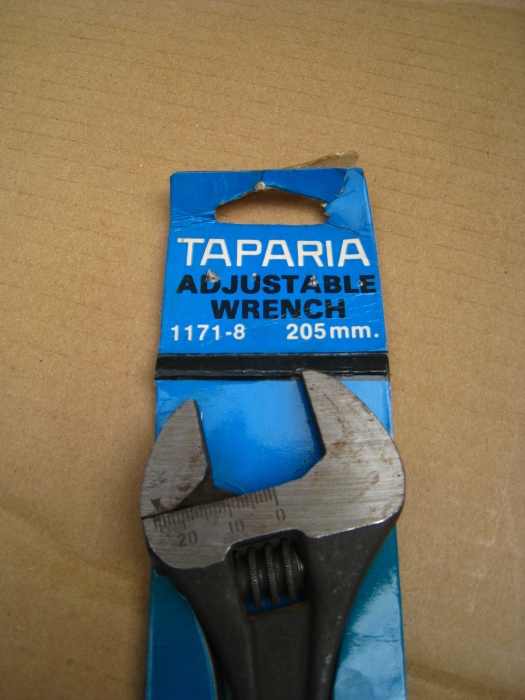 TAPARIA
ADJUSTABLE
WRENCH
1171-8 205mm.
20 10 0